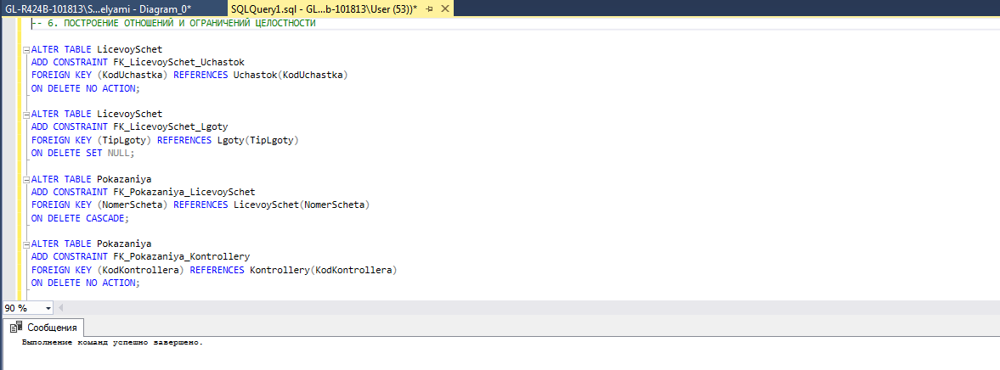 GL-R424B-101813\S...elyami - Diagram_0*
SQLQuery1.sql - GL...b-101813\User (53))*
-- 6. ПОСТРОЕНИЕ ОТНОШЕНИЙ И ОГРАНИЧЕНИЙ ЦЕЛОСТНОСТИ
ALTER TABLE LicevoySchet
ADD CONSTRAINT FK_LicevoySchet_Uchastok
FOREIGN KEY (KodUchastka) REFERENCES Uchastok(KodUchastka)
ON DELETE NO ACTION;
ALTER TABLE LicevoySchet
ADD CONSTRAINT FK_LicevoySchet_Lgoty
FOREIGN KEY (TipLgoty) REFERENCES Lgoty(TipLgoty)
ON DELETE SET NULL;
ALTER TABLE Pokazaniya
ADD CONSTRAINT FK_Pokazaniya_LicevoySchet
FOREIGN KEY (NomerScheta) REFERENCES LicevoySchet(NomerScheta)
ON DELETE CASCADE;
ALTER TABLE Pokazaniya
ADD CONSTRAINT FK_Pokazaniya_Kontrollery
FOREIGN KEY (KodKontrollera) REFERENCES Kontrollery(KodKontrollera)
ON DELETE NO ACTION;
90 %
Сообщения
Выполнение команд успешно завершено.